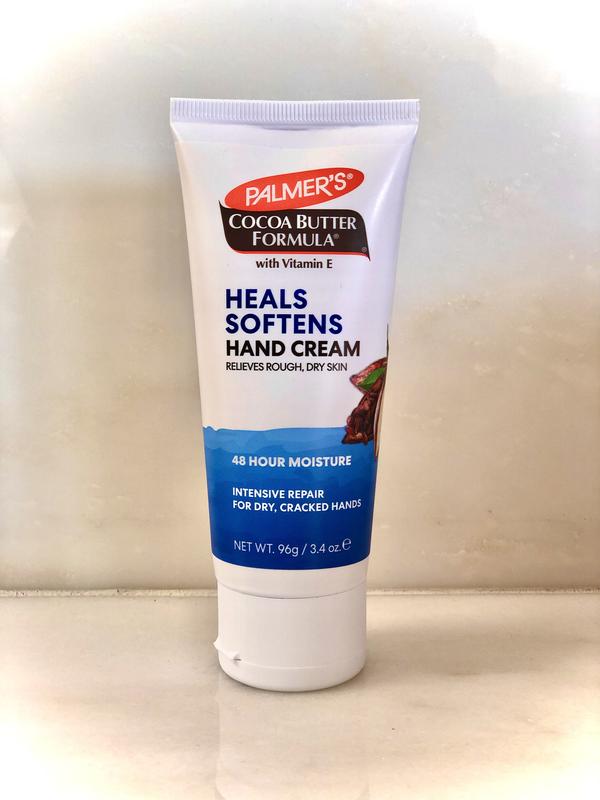 PALMER'S®
COCOA BUTTER
FORMULA®
with Vitamin E
HEALS
SOFTENS
HAND CREAM
RELIEVES ROUGH, DRY SKIN
48 HOUR MOISTURE
INTENSIVE REPAIR
FOR DRY, CRACKED HANDS
NET WT. 96g / 3.4 oz. ℮